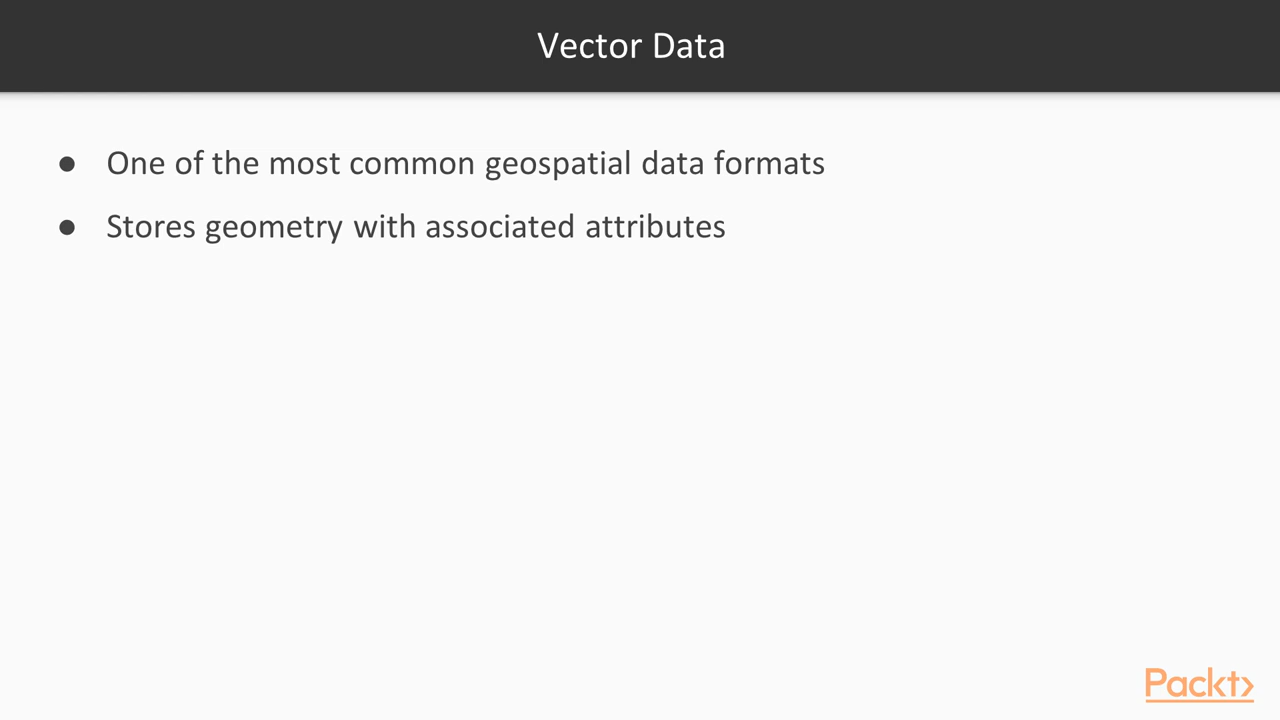 Vector Data
● One of the most common geospatial data formats
● Stores geometry with associated attributes
Packt>